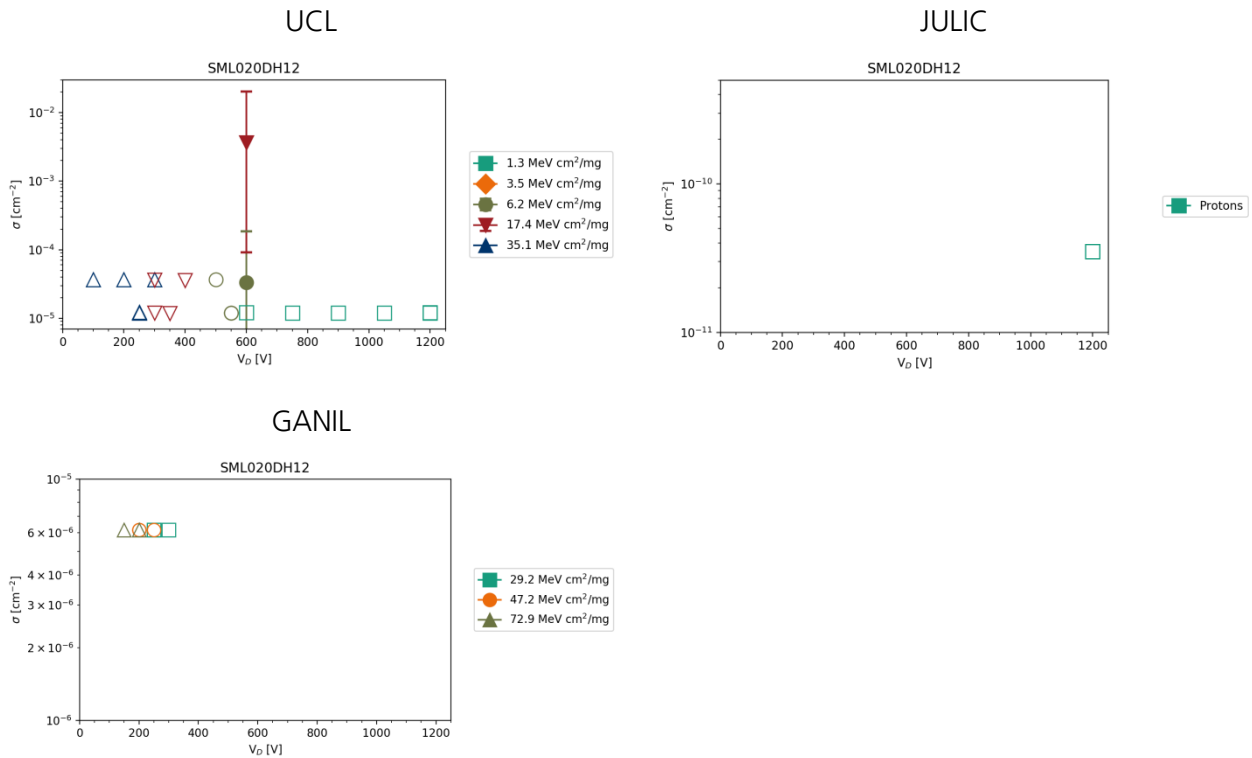 UCL
SML020DH12
10⁻²
10⁻³
10⁻⁴
10⁻⁵
σ [cm⁻²]
0 200 400 600 800 1000 1200
V_D [V]
1.3 MeV cm²/mg
3.5 MeV cm²/mg
6.2 MeV cm²/mg
17.4 MeV cm²/mg
35.1 MeV cm²/mg
JULIC
SML020DH12
10⁻¹⁰
10⁻¹¹
σ [cm⁻²]
0 200 400 600 800 1000 1200
V_D [V]
Protons
GANIL
SML020DH12
10⁻⁵
6 × 10⁻⁶
4 × 10⁻⁶
3 × 10⁻⁶
2 × 10⁻⁶
10⁻⁶
σ [cm⁻²]
0 200 400 600 800 1000 1200
V_D [V]
29.2 MeV cm²/mg
47.2 MeV cm²/mg
72.9 MeV cm²/mg